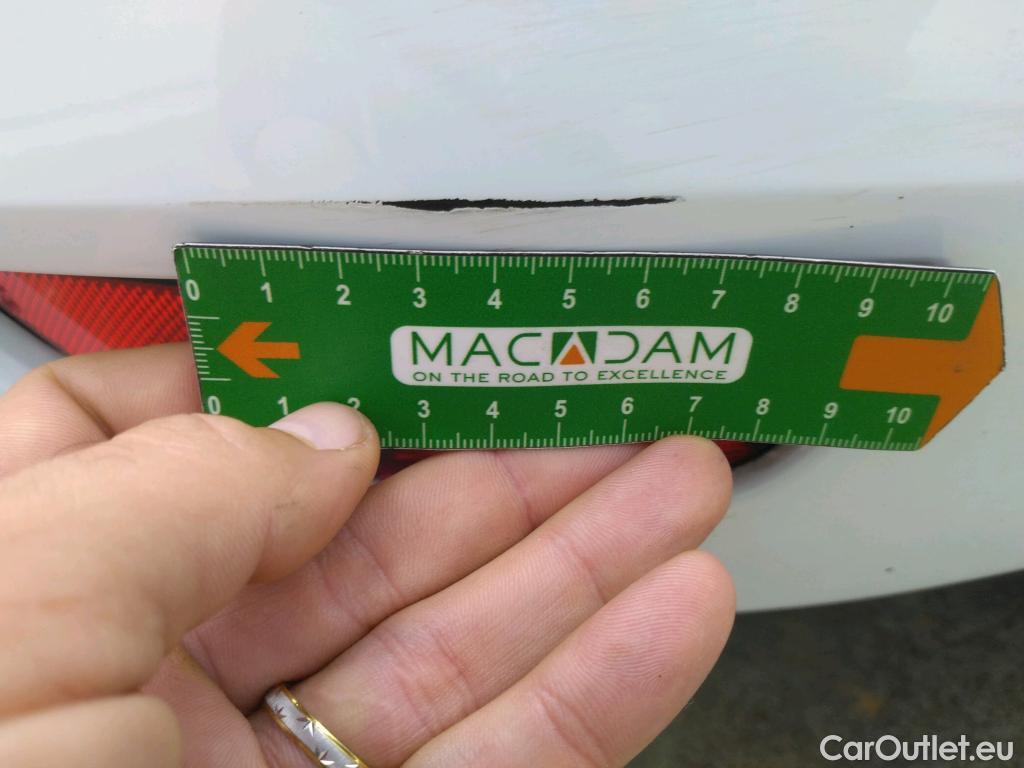 0 1 2 3 4 5 6 7 8 9 10
MACADAM
ON THE ROAD TO EXCELLENCE
0 1 2 3 4 5 6 7 8 9 10
CarOutlet.eu